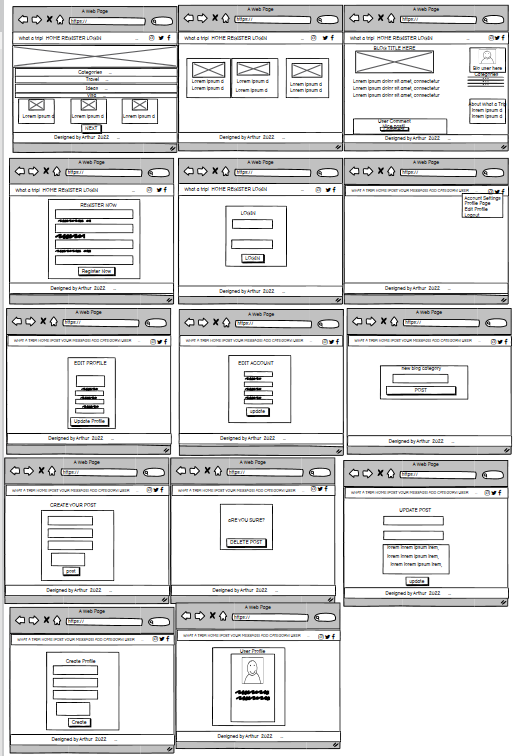 A Web Page
https://
What a trip! HOME REGISTER LOGIN
Categories
Travel
Ideas
Wild
Lorem ipsum d
Lorem ipsum d
Lorem ipsum d
NEXT
Designed by Arthur 2022
A Web Page
https://
What a trip! HOME REGISTER LOGIN
Lorem ipsum d
Lorem ipsum d
Lorem ipsum d
Lorem ipsum d
Lorem ipsum d
Lorem ipsum d
Designed by Arthur 2022
A Web Page
https://
What a trip! HOME REGISTER LOGIN
BLOG TITLE HERE
Lorem ipsum dolor sit amet, consectetur
Lorem ipsum dolor sit amet, consectetur
Lorem ipsum dolor sit amet, consectetur
Bio user here
Categories
About What a Trip
Lorem ipsum d
Lorem ipsum d
User Comment
Nice post!
Designed by Arthur 2022
A Web Page
https://
What a trip! HOME REGISTER LOGIN
REGISTER NOW
Register Now
Designed by Arthur 2022
A Web Page
https://
What a trip! HOME REGISTER LOGIN
LOGIN
LOGIN
Designed by Arthur 2022
A Web Page
https://
WHAT A TRIP! HOME POST YOUR MESSAGE ADD CATEGORY USER
Account Settings
Profile Page
Edit Profile
Logout
Designed by Arthur 2022
A Web Page
https://
WHAT A TRIP! HOME POST YOUR MESSAGE ADD CATEGORY USER
EDIT PROFILE
Update Profile
Designed by Arthur 2022
A Web Page
https://
WHAT A TRIP! HOME POST YOUR MESSAGE ADD CATEGORY USER
EDIT ACCOUNT
update
Designed by Arthur 2022
A Web Page
https://
WHAT A TRIP! HOME POST YOUR MESSAGE ADD CATEGORY USER
new blog category
POST
Designed by Arthur 2022
A Web Page
https://
WHAT A TRIP! HOME POST YOUR MESSAGE ADD CATEGORY USER
CREATE YOUR POST
post
Designed by Arthur 2022
A Web Page
https://
WHAT A TRIP! HOME POST YOUR MESSAGE ADD CATEGORY USER
aRE YOU SURE?
DELETE POST
Designed by Arthur 2022
A Web Page
https://
WHAT A TRIP! HOME POST YOUR MESSAGE ADD CATEGORY USER
UPDATE POST
lorem lorem ipsum irem,
lorem lorem ipsum irem,
lorem lorem ipsum irem,
update
Designed by Arthur 2022
A Web Page
https://
WHAT A TRIP! HOME POST YOUR MESSAGE ADD CATEGORY USER
Create Profile
Create
Designed by Arthur 2022
A Web Page
https://
WHAT A TRIP! HOME POST YOUR MESSAGE ADD CATEGORY USER
User Profile
Designed by Arthur 2022